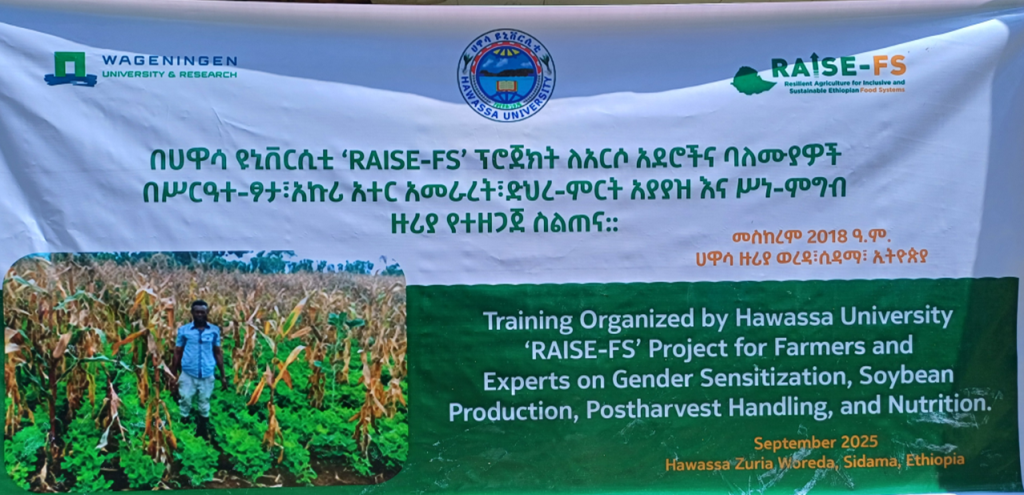 WAGENINGEN
UNIVERSITY & RESEARCH
ሀዋሳ ዩኒቨርሲቲ
HAWASSA UNIVERSITY
RAISE-FS
Resilient Agriculture for Inclusive and
Sustainable Ethiopian Food Systems
በሀዋሳ ዩኒቨርሲቲ ‘RAISE-FS’ ፕሮጀክት ለአርሶ አደሮችና ባለሙያዎች
በሥርዓተ-ፆታ፣አኩሪ አተር አመራረት፣ድህረ-ምርት አያያዝ እና ሥነ-ምግብ
ዙሪያ የተዘጋጀ ስልጠና።
መስከረም 2018 ዓ.ም.
ሀዋሳ ዙሪያ ወረዳ፣ሲዳማ፣ ኢትዮጵያ
Training Organized by Hawassa University
‘RAISE-FS’ Project for Farmers and
Experts on Gender Sensitization, Soybean
Production, Postharvest Handling, and Nutrition.
September 2025
Hawassa Zuria Woreda, Sidama, Ethiopia